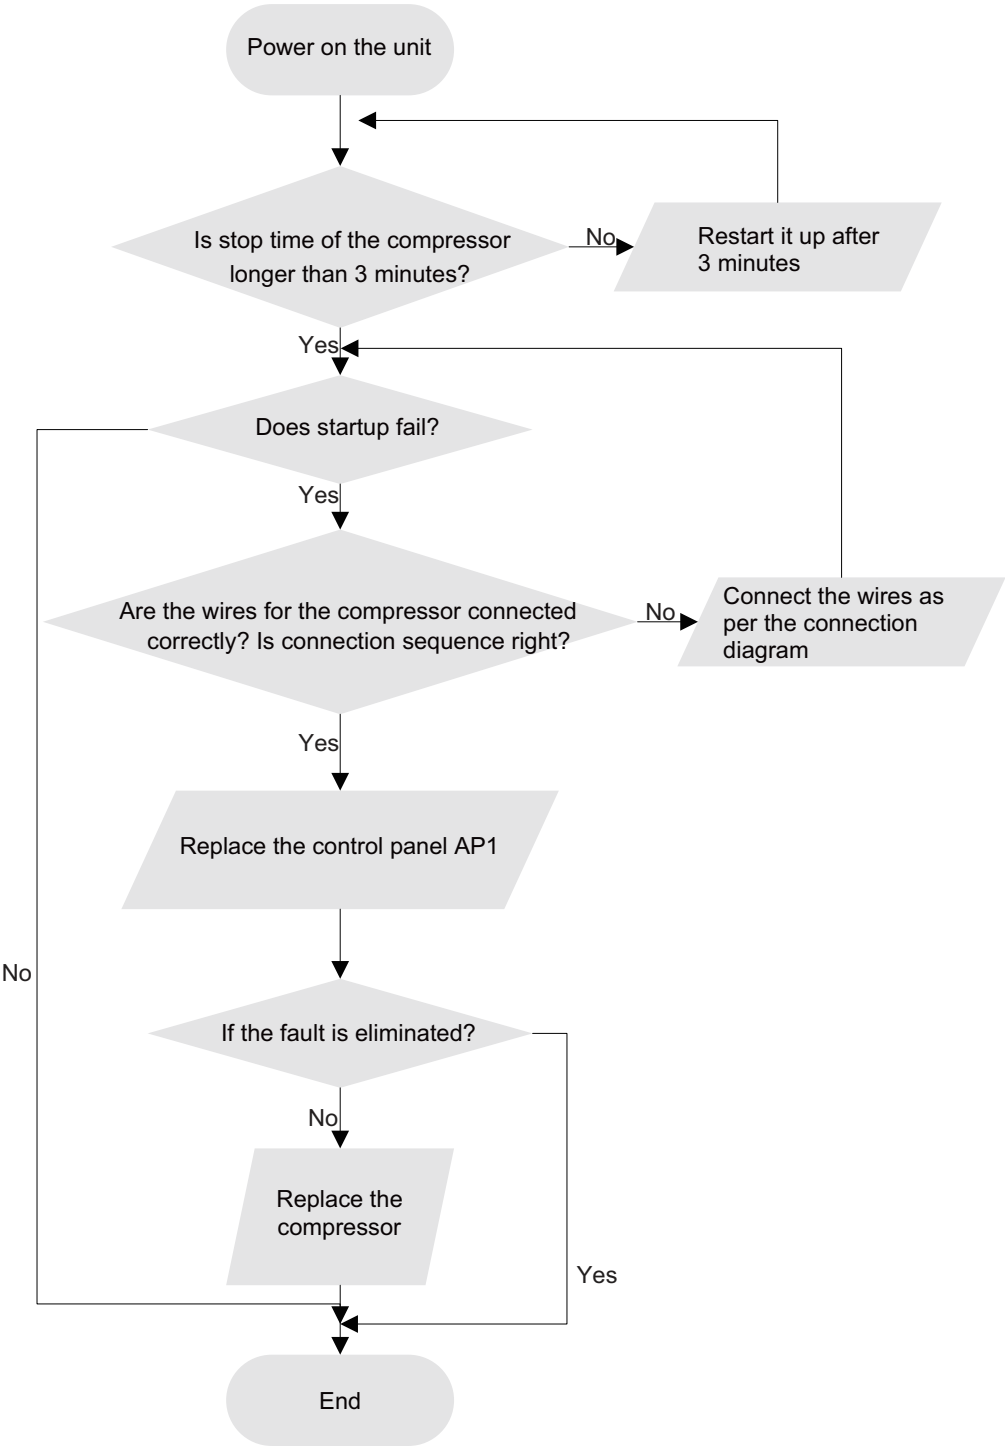 Power on the unit
Is stop time of the compressor
longer than 3 minutes?
No
Restart it up after
3 minutes
Yes
Does startup fail?
Yes
Are the wires for the compressor connected
correctly? Is connection sequence right?
No
Connect the wires as
per the connection
diagram
Yes
Replace the control panel AP1
No
If the fault is eliminated?
No
Replace the
compressor
Yes
End